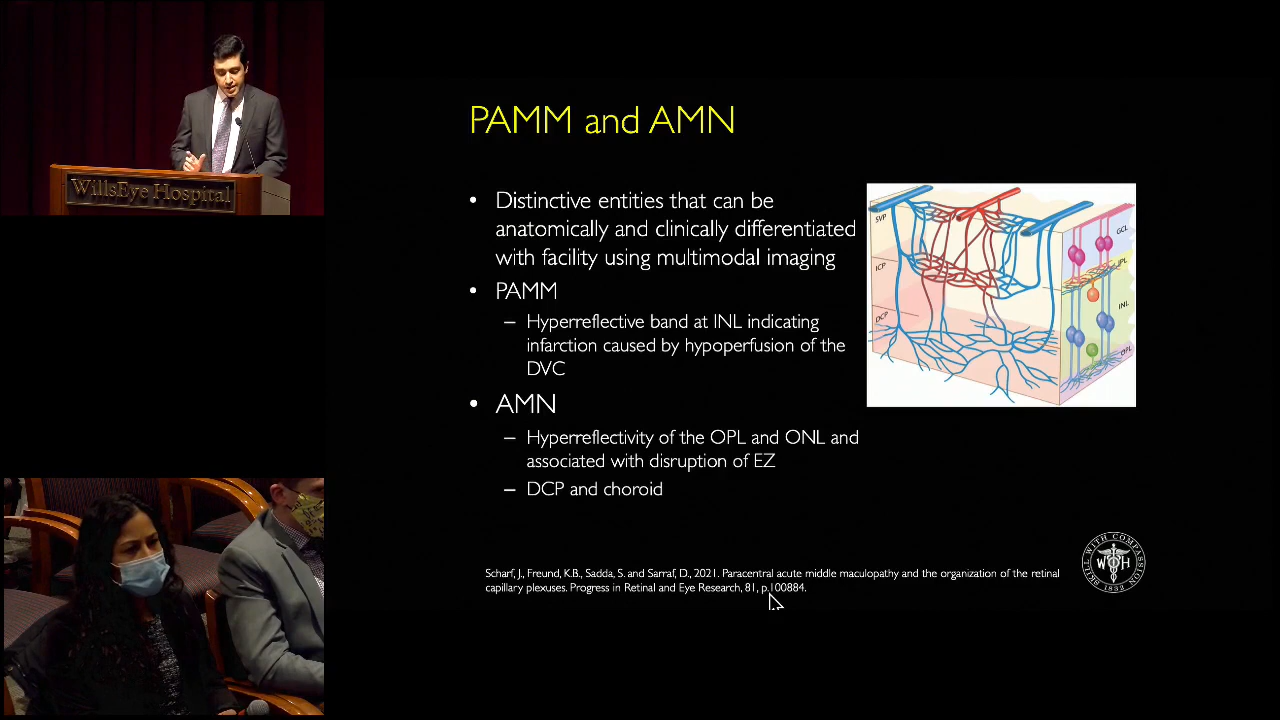 WillsEye Hospital
PAMM and AMN
• Distinctive entities that can be
anatomically and clinically differentiated
with facility using multimodal imaging
• PAMM
– Hyperreflective band at INL indicating
infarction caused by hypoperfusion of the
DVC
• AMN
– Hyperreflectivity of the OPL and ONL and
associated with disruption of EZ
– DCP and choroid
SVP
ICP
DCP
GCL
IPL
INL
OPL
Scharf, J., Freund, K.B., Sadda, S. and Sarraf, D., 2021. Paracentral acute middle maculopathy and the organization of the retinal
capillary plexuses. Progress in Retinal and Eye Research, 81, p.100884.
SKILL WITH COMPASSION
W H
1832